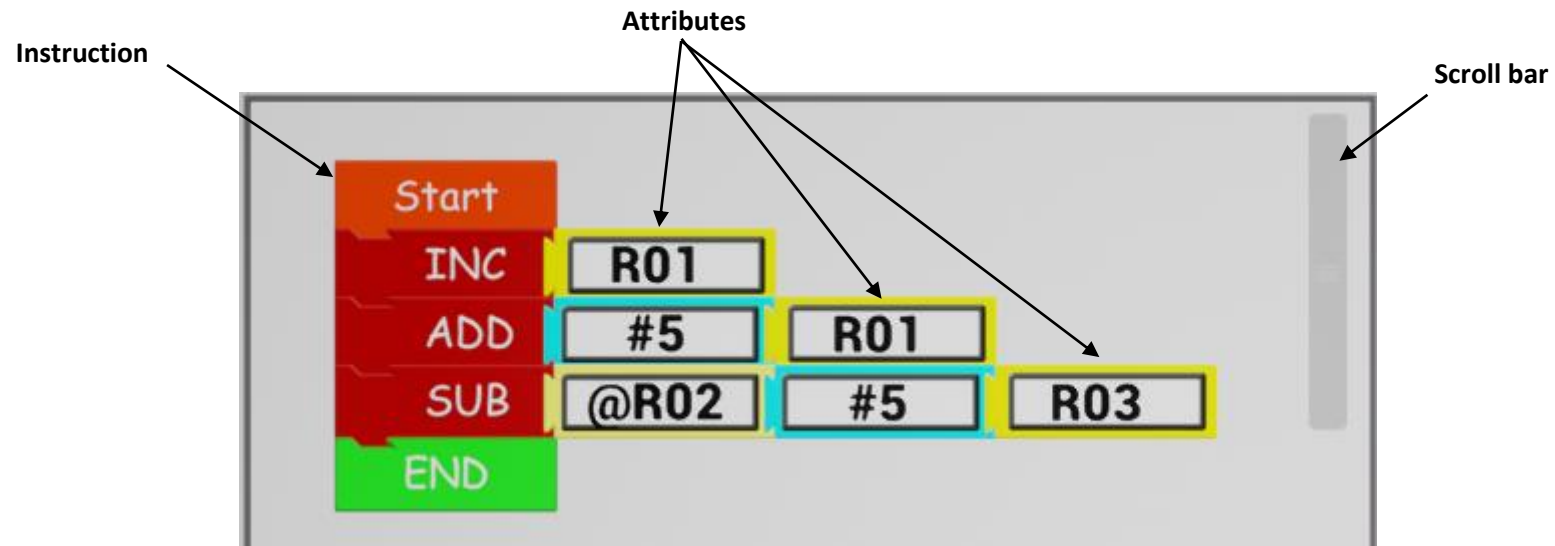 Attributes
Instruction
Scroll bar
Start
INC R01
ADD #5 R01
SUB @R02 #5 R03
END